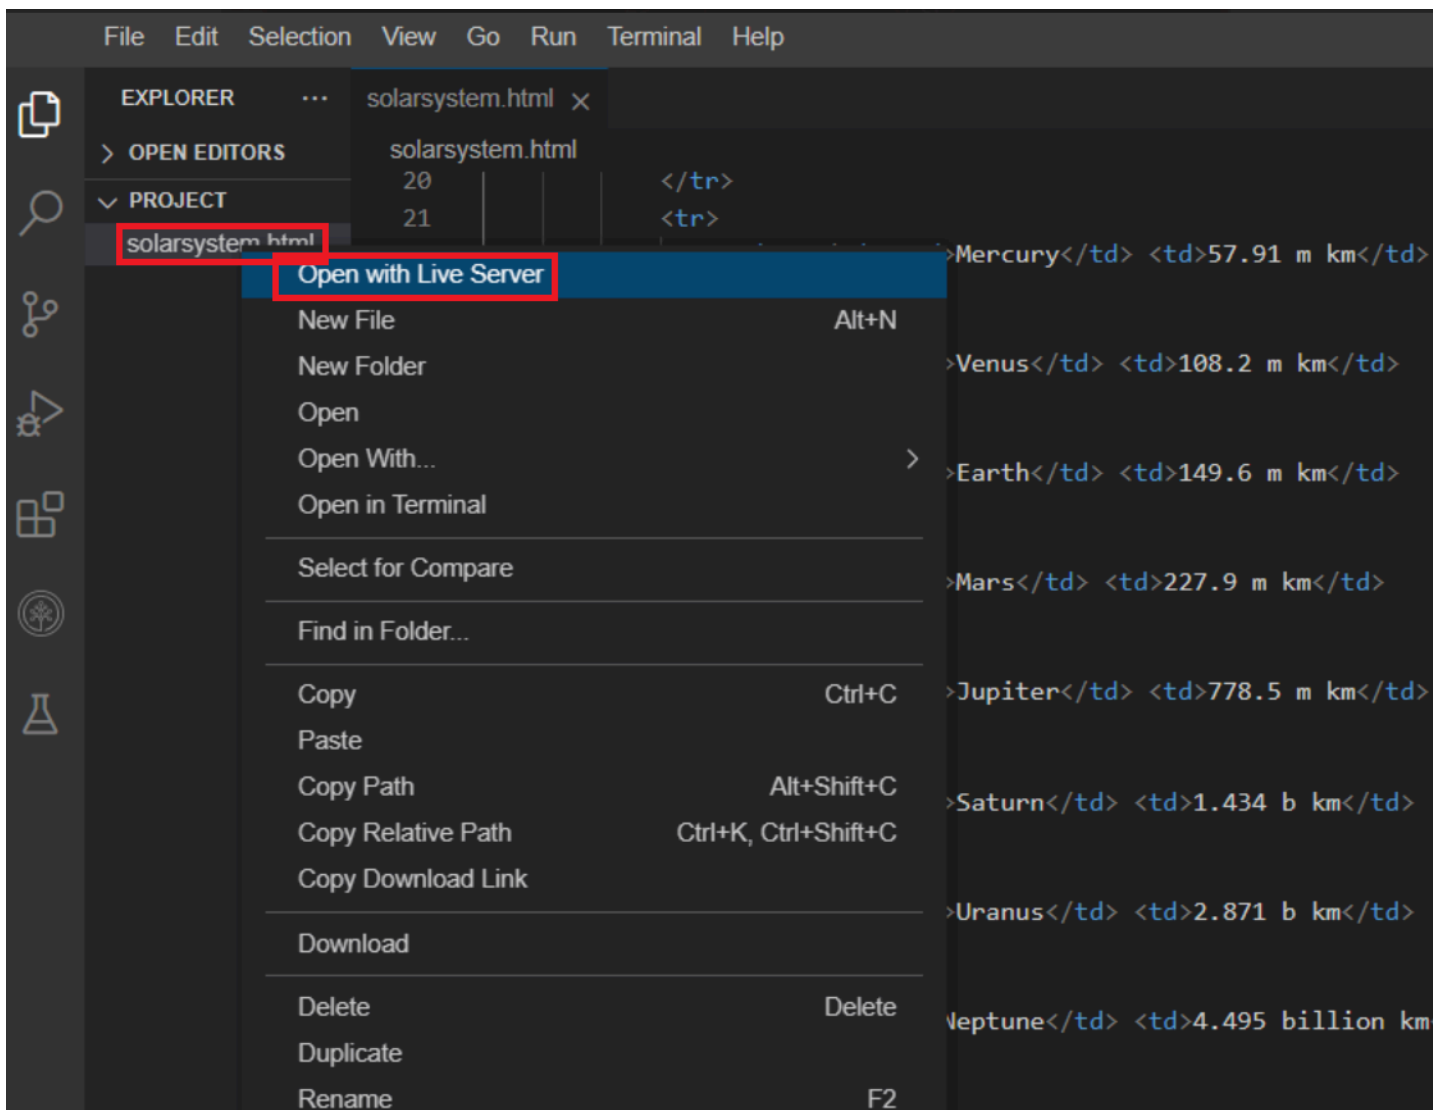 File Edit Selection View Go Run Terminal Help
EXPLORER ... solarsystem.html ×
> OPEN EDITORS
PROJECT
solarsystem.html
solarsystem.html
20 </tr>
21 <tr>
>Mercury</td> <td>57.91 m km</td>
>Venus</td> <td>108.2 m km</td>
>Earth</td> <td>149.6 m km</td>
>Mars</td> <td>227.9 m km</td>
>Jupiter</td> <td>778.5 m km</td>
>Saturn</td> <td>1.434 b km</td>
>Uranus</td> <td>2.871 b km</td>
Neptune</td> <td>4.495 billion km
Open with Live Server
New File Alt+N
New Folder
Open
Open With... >
Open in Terminal
Select for Compare
Find in Folder...
Copy Ctrl+C
Paste
Copy Path Alt+Shift+C
Copy Relative Path Ctrl+K, Ctrl+Shift+C
Copy Download Link
Download
Delete Delete
Duplicate
Rename F2